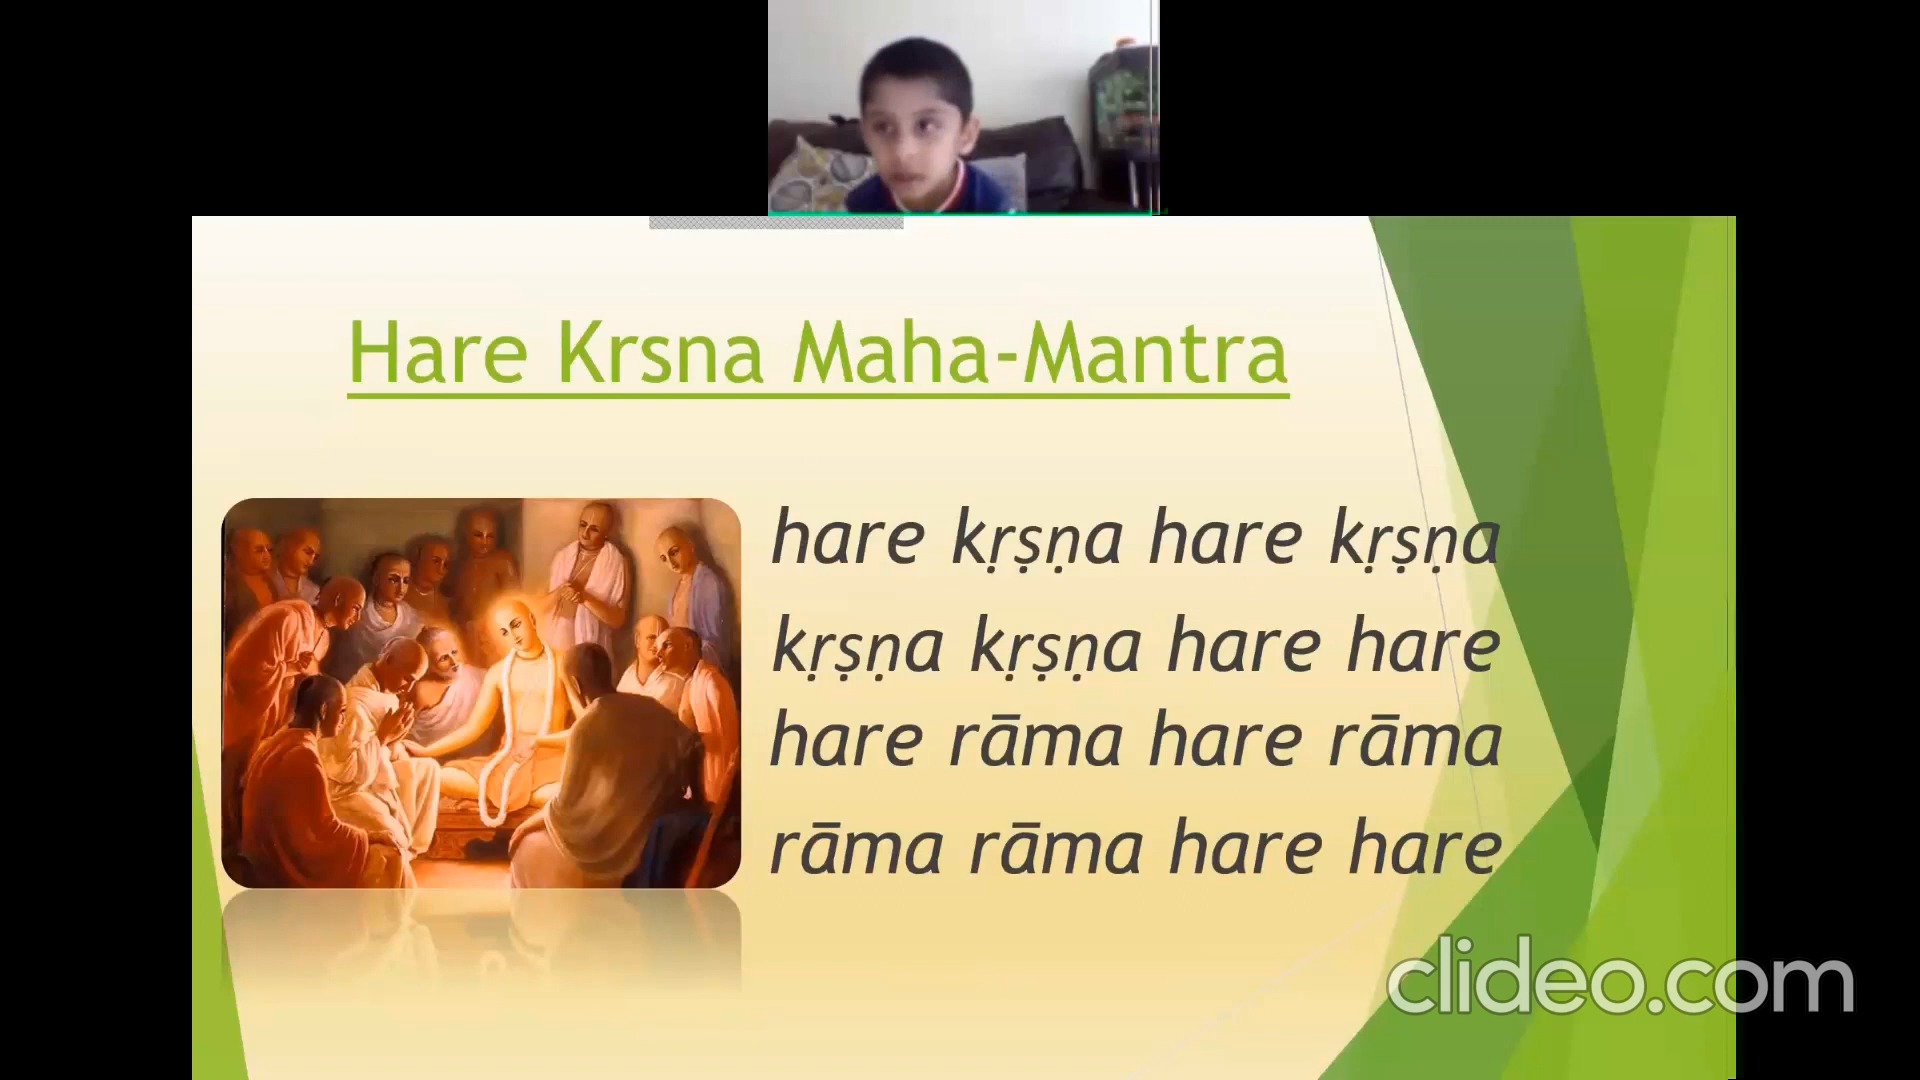 Hare Krsna Maha-Mantra
hare kṛṣṇa hare kṛṣṇa
kṛṣṇa kṛṣṇa hare hare
hare rāma hare rāma
rāma rāma hare hare
clideo.com